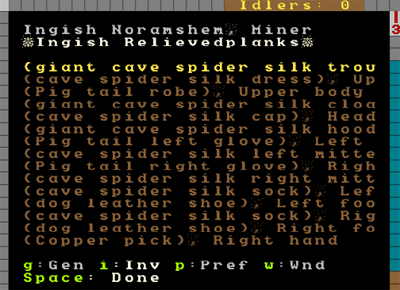 Idlers: 0
Ingish Noramshem, Miner
☼Ingish Relievedplanks☼
(giant cave spider silk trou
(cave spider silk dress), Up
(Pig tail robe), Upper body
(giant cave spider silk cloa
(cave spider silk cap), Head
(giant cave spider silk hood
(Pig tail left glove), Left
(cave spider silk left mitte
(Pig tail right glove), Righ
(cave spider silk right mitt
(cave spider silk sock), Lef
(dog leather shoe), Left foo
(cave spider silk sock), Rig
(dog leather shoe), Right fo
(Copper pick), Right hand
g:Gen i:Inv p:Pref w:Wnd
Space: Done